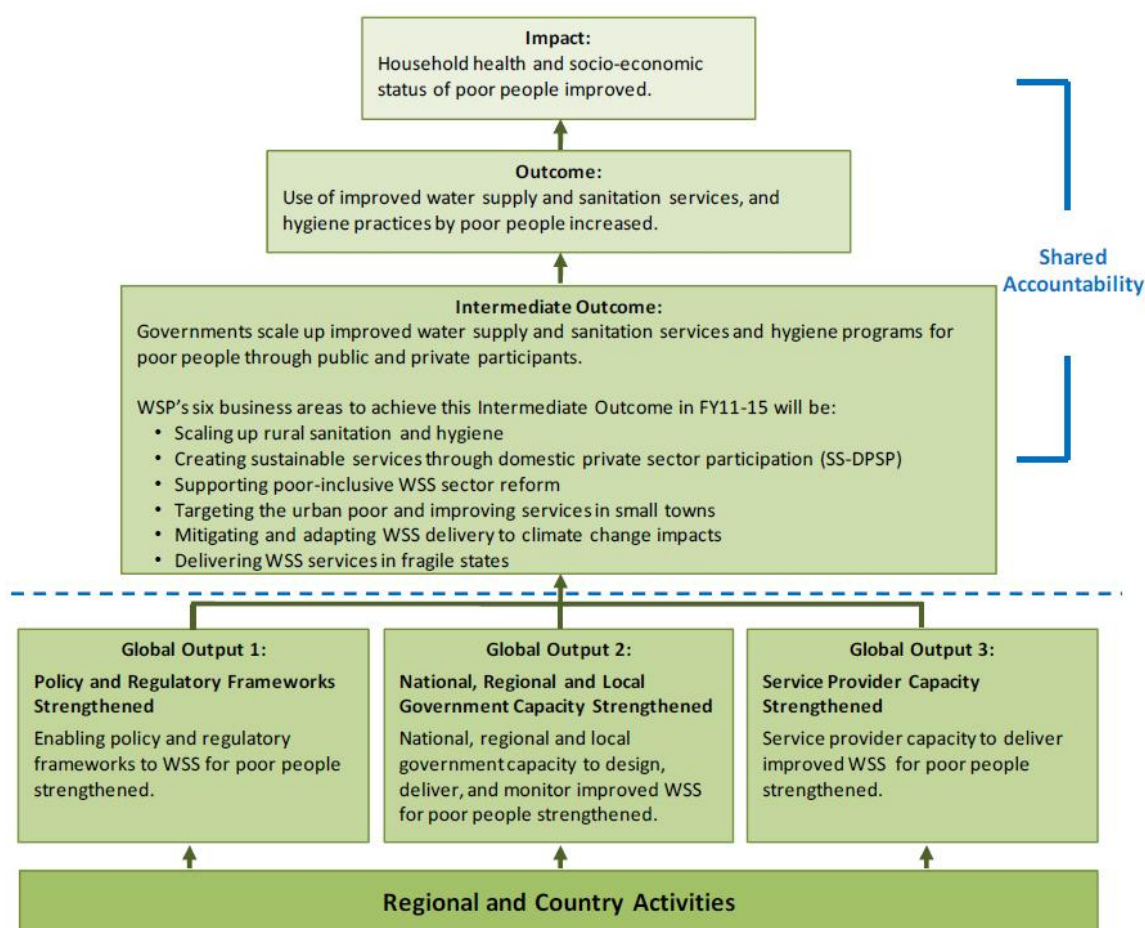 Impact:
Household health and socio-economic
status of poor people improved.
Outcome:
Use of improved water supply and sanitation services, and
hygiene practices by poor people increased.
Shared
Accountability
Intermediate Outcome:
Governments scale up improved water supply and sanitation services and hygiene programs for
poor people through public and private participants.
WSP's six business areas to achieve this Intermediate Outcome in FY11-15 will be:
• Scaling up rural sanitation and hygiene
• Creating sustainable services through domestic private sector participation (SS-DPSP)
• Supporting poor-inclusive WSS sector reform
• Targeting the urban poor and improving services in small towns
• Mitigating and adapting WSS delivery to climate change impacts
• Delivering WSS services in fragile states
Global Output 1:
Policy and Regulatory Frameworks
Strengthened
Enabling policy and regulatory
frameworks to WSS for poor people
strengthened.
Global Output 2:
National, Regional and Local
Government Capacity Strengthened
National, regional and local
government capacity to design,
deliver, and monitor improved WSS
for poor people strengthened.
Global Output 3:
Service Provider Capacity
Strengthened
Service provider capacity to deliver
improved WSS for poor people
strengthened.
Regional and Country Activities